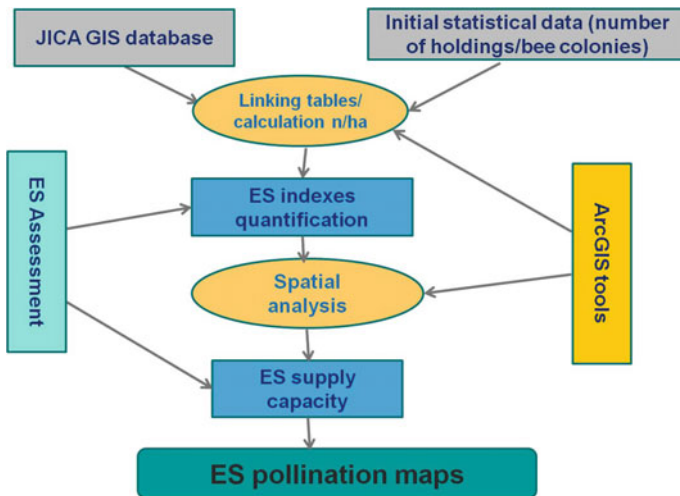 JICA GIS database
Initial statistical data (number
of holdings/bee colonies)
Linking tables/
calculation n/ha
ES Assessment
ES indexes
quantification
ArcGIS tools
Spatial
analysis
ES supply
capacity
ES pollination maps